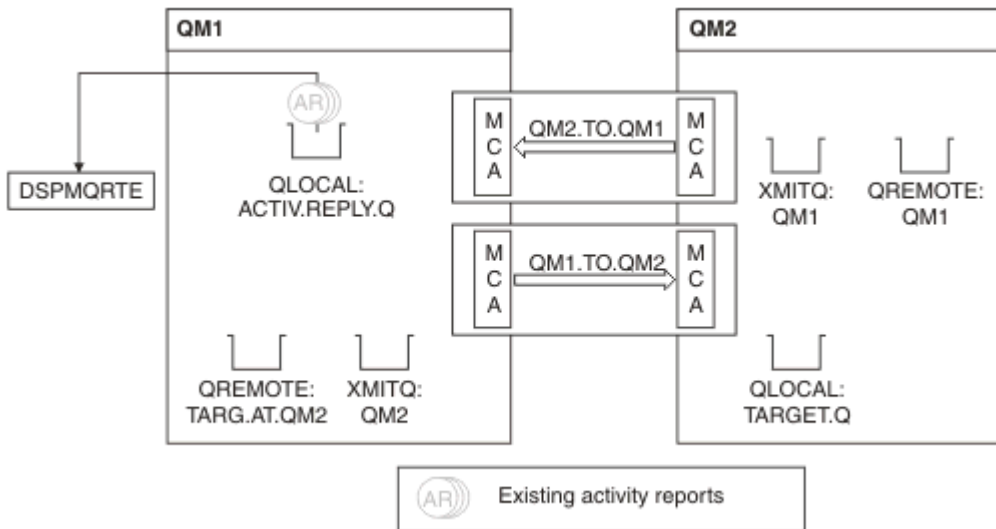 QM1
QM2
AR
M
C
A
QM2.TO.QM1
M
C
A
DSPMQRTE
QLOCAL:
ACTIV.REPLY.Q
XMITQ:
QM1
QREMOTE:
QM1
M
C
A
QM1.TO.QM2
M
C
A
QREMOTE:
TARG.AT.QM2
XMITQ:
QM2
QLOCAL:
TARGET.Q
AR
Existing activity reports